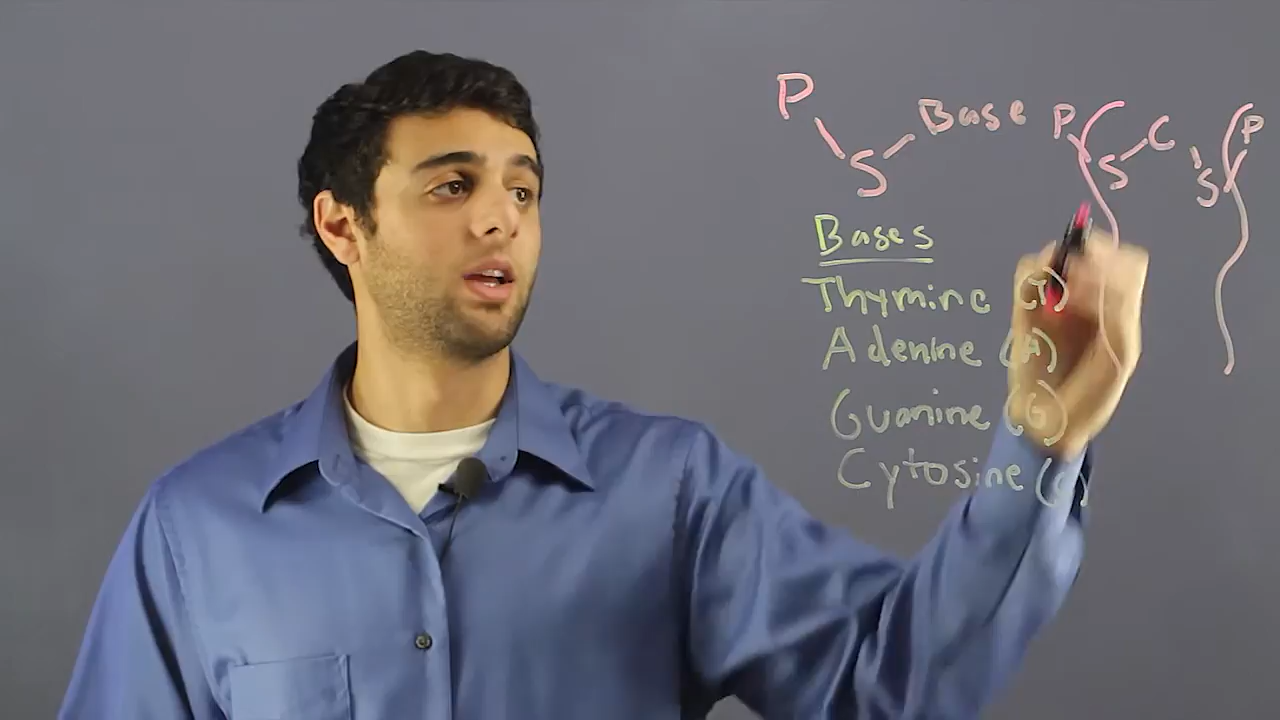 P
S
Base
P
S
C
S
P
Bases
Thymine (T)
Adenine (A)
Guanine (G)
Cytosine (C)